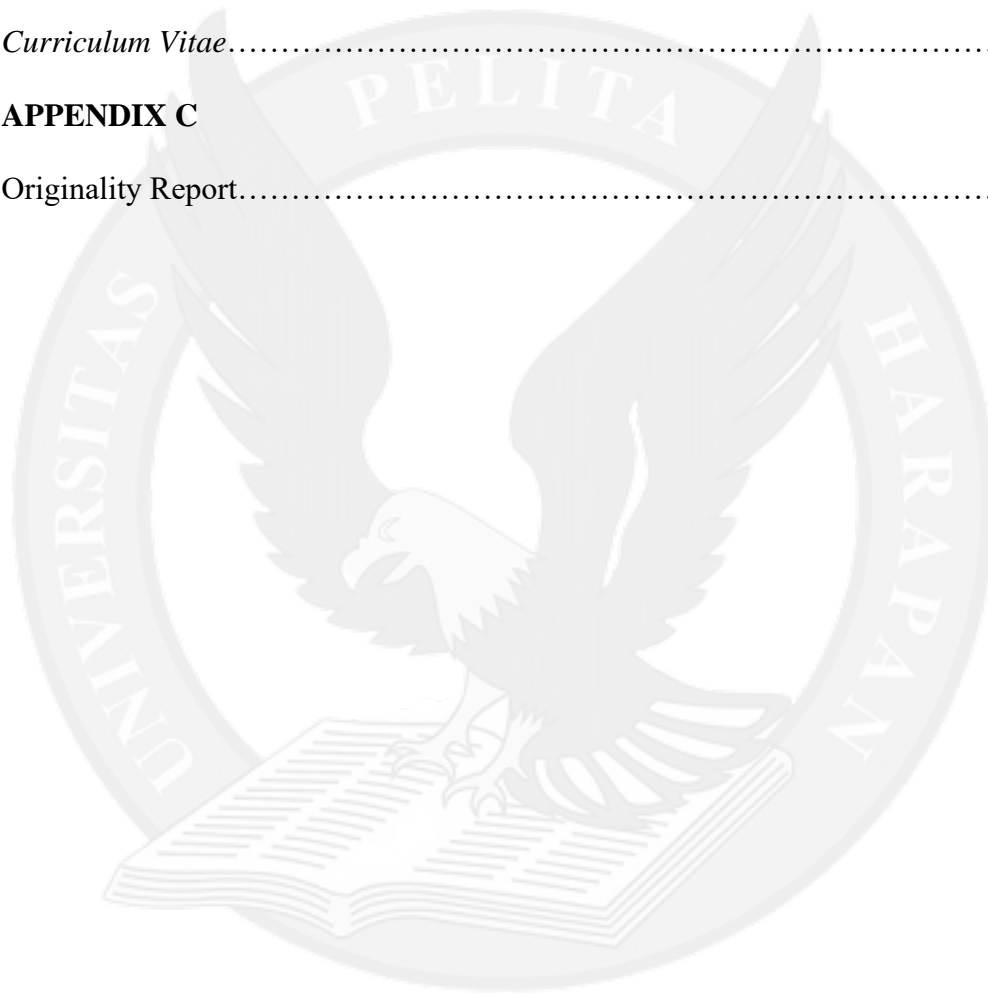 Curriculum Vitae……………………………………………………………….
APPENDIX C
Originality Report………………………………………………………………
UNIVERSITAS PELITA HARAPAN